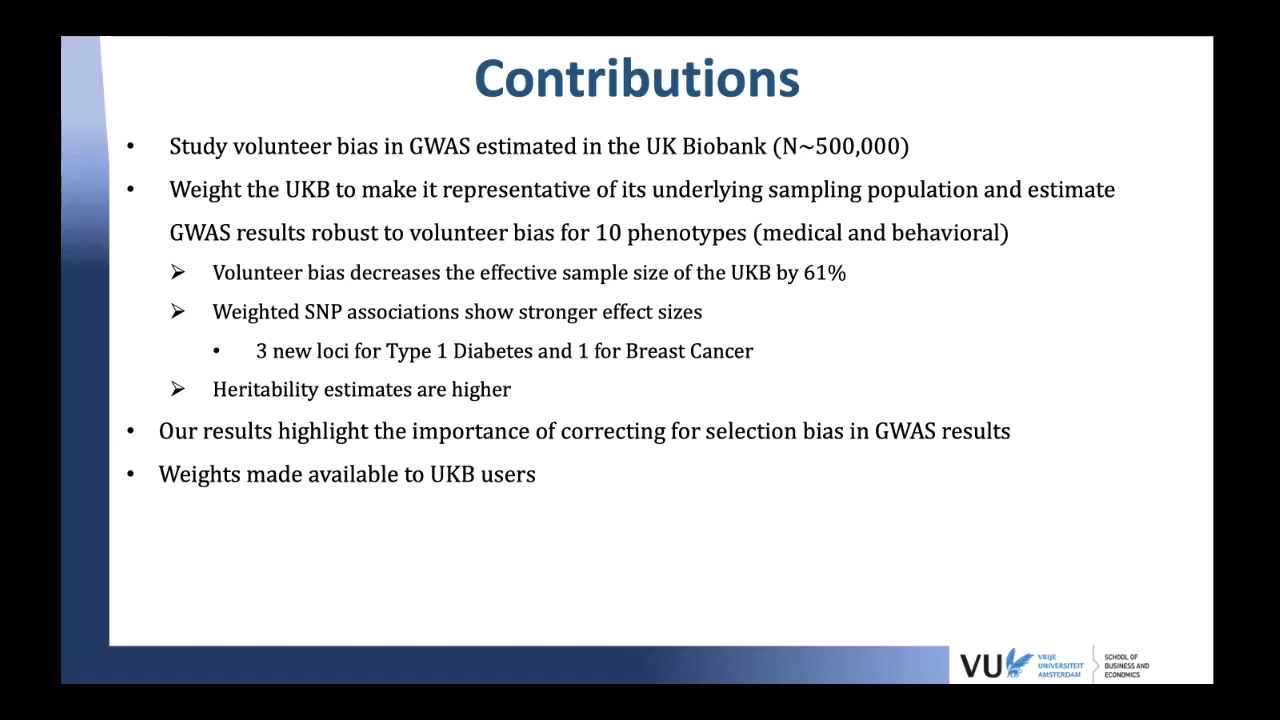 Contributions
• Study volunteer bias in GWAS estimated in the UK Biobank (N~500,000)
• Weight the UKB to make it representative of its underlying sampling population and estimate
GWAS results robust to volunteer bias for 10 phenotypes (medical and behavioral)
➢ Volunteer bias decreases the effective sample size of the UKB by 61%
➢ Weighted SNP associations show stronger effect sizes
• 3 new loci for Type 1 Diabetes and 1 for Breast Cancer
➢ Heritability estimates are higher
• Our results highlight the importance of correcting for selection bias in GWAS results
• Weights made available to UKB users
VU
VRIJE
UNIVERSITEIT
AMSTERDAM
SCHOOL OF
BUSINESS AND
ECONOMICS